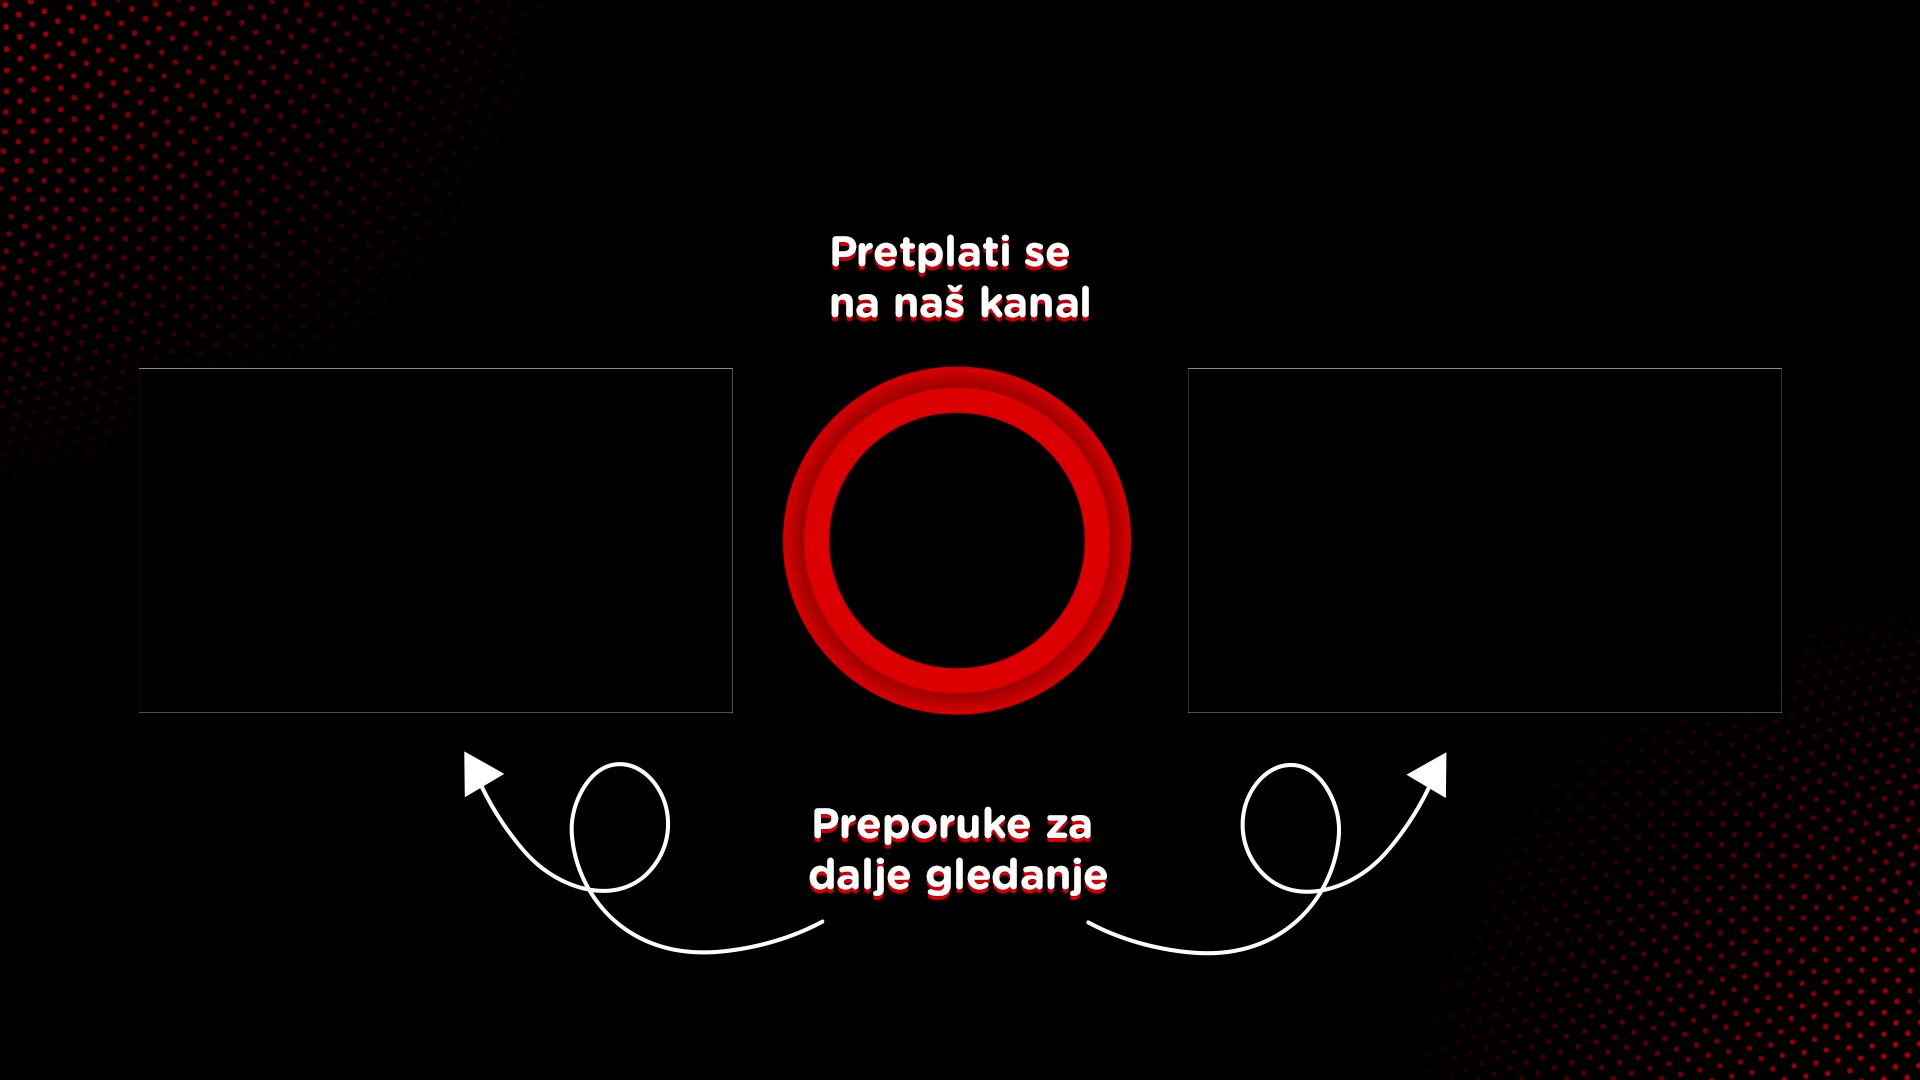 Pretplati se
na naš kanal
Preporuke za
dalje gledanje